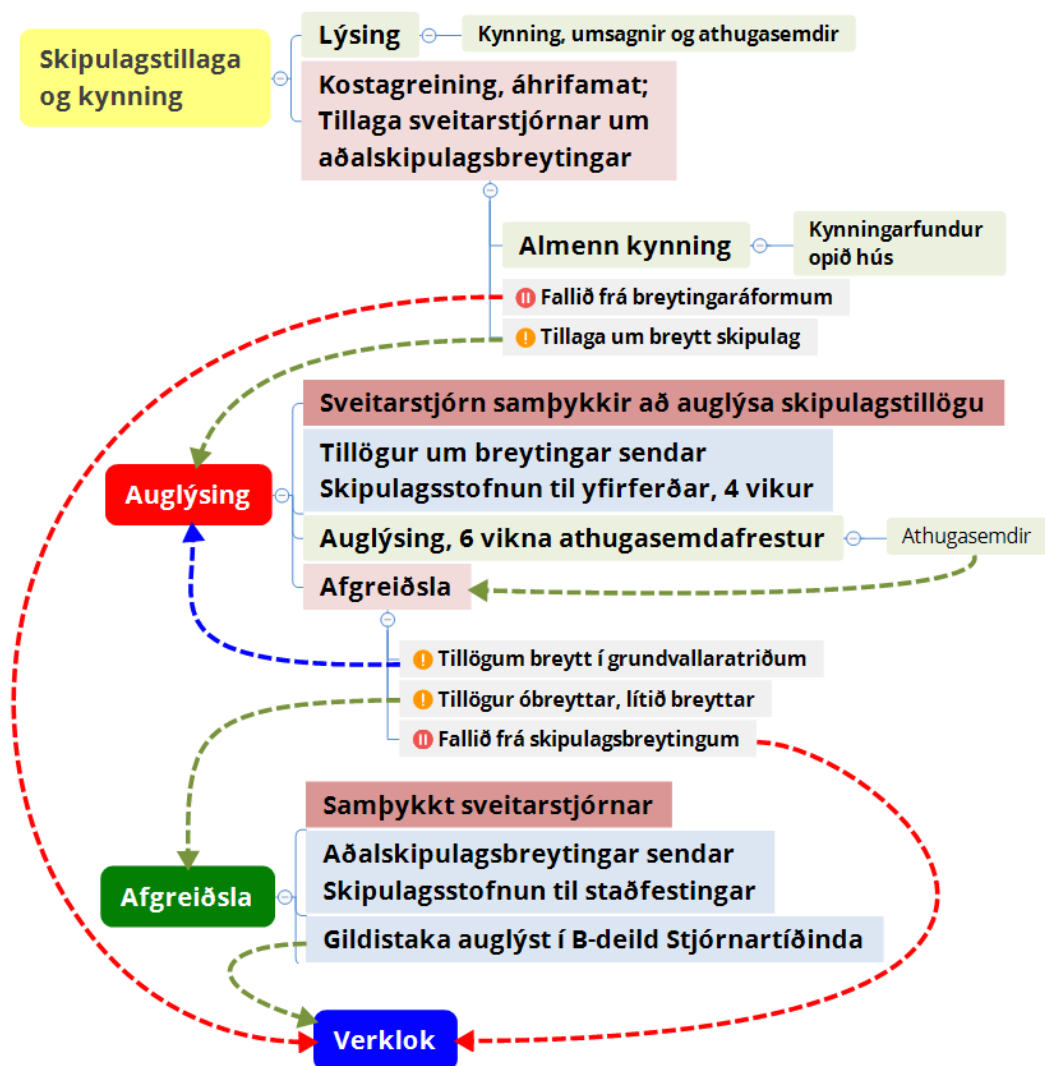 Skipulagstillaga
og kynning
Lýsing
Kynning, umsagnir og athugasemdir
Kostagreining, áhrifamat;
Tillaga sveitarstjórnar um
aðalskipulagsbreytingar
Almenn kynning
Kynningarfundur
opið hús
Fallið frá breytingaráformum
Tillaga um breytt skipulag
Auglýsing
Sveitarstjórn samþykkir að auglýsa skipulagstillögu
Tillögur um breytingar sendar
Skipulagsstofnun til yfirferðar, 4 vikur
Auglýsing, 6 vikna athugasemdafrestur
Athugasemdir
Afgreiðsla
Tillögum breytt í grundvallaratriðum
Tillögur óbreyttar, lítið breyttar
Fallið frá skipulagsbreytingum
Afgreiðsla
Samþykkt sveitarstjórnar
Aðalskipulagsbreytingar sendar
Skipulagsstofnun til staðfestingar
Gildistaka auglýst í B-deild Stjórnartíðinda
Verklok